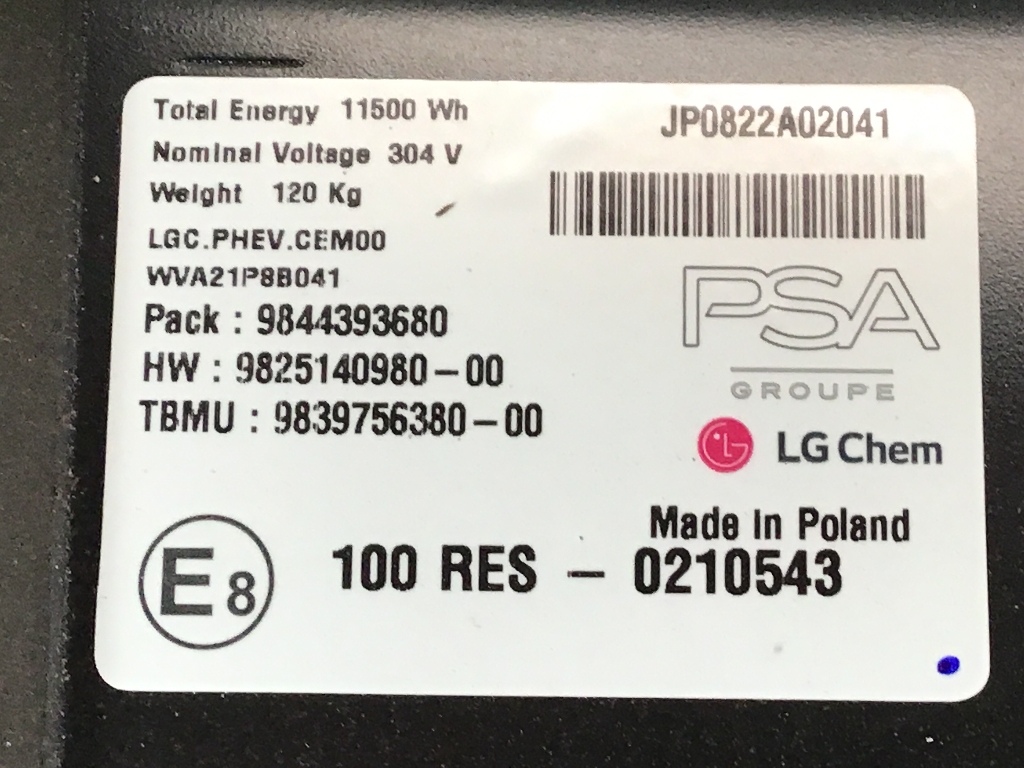 Total Energy 11500 Wh
Nominal Voltage 304 V
Weight 120 Kg
LGC.PHEV.CEM00
WVA21P8B041
Pack : 9844393680
HW : 9825140980-00
TBMU : 9839756380-00
JP0822A02041
PSA
GROUPE
LG Chem
Made in Poland
E8
100 RES - 0210543